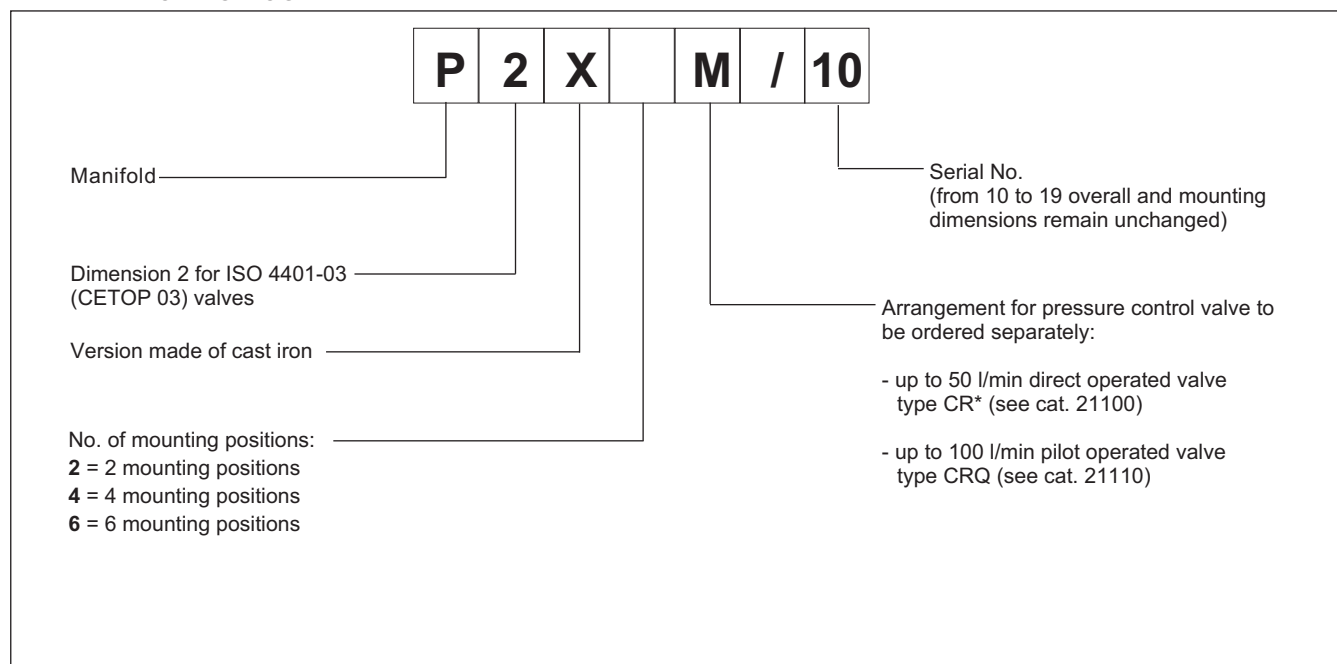 P 2 X M / 10
Manifold
Serial No.
(from 10 to 19 overall and mounting
dimensions remain unchanged)
Dimension 2 for ISO 4401-03
(CETOP 03) valves
Arrangement for pressure control valve to
be ordered separately:
- up to 50 l/min direct operated valve
type CR* (see cat. 21100)
- up to 100 l/min pilot operated valve
type CRQ (see cat. 21110)
Version made of cast iron
No. of mounting positions:
2 = 2 mounting positions
4 = 4 mounting positions
6 = 6 mounting positions